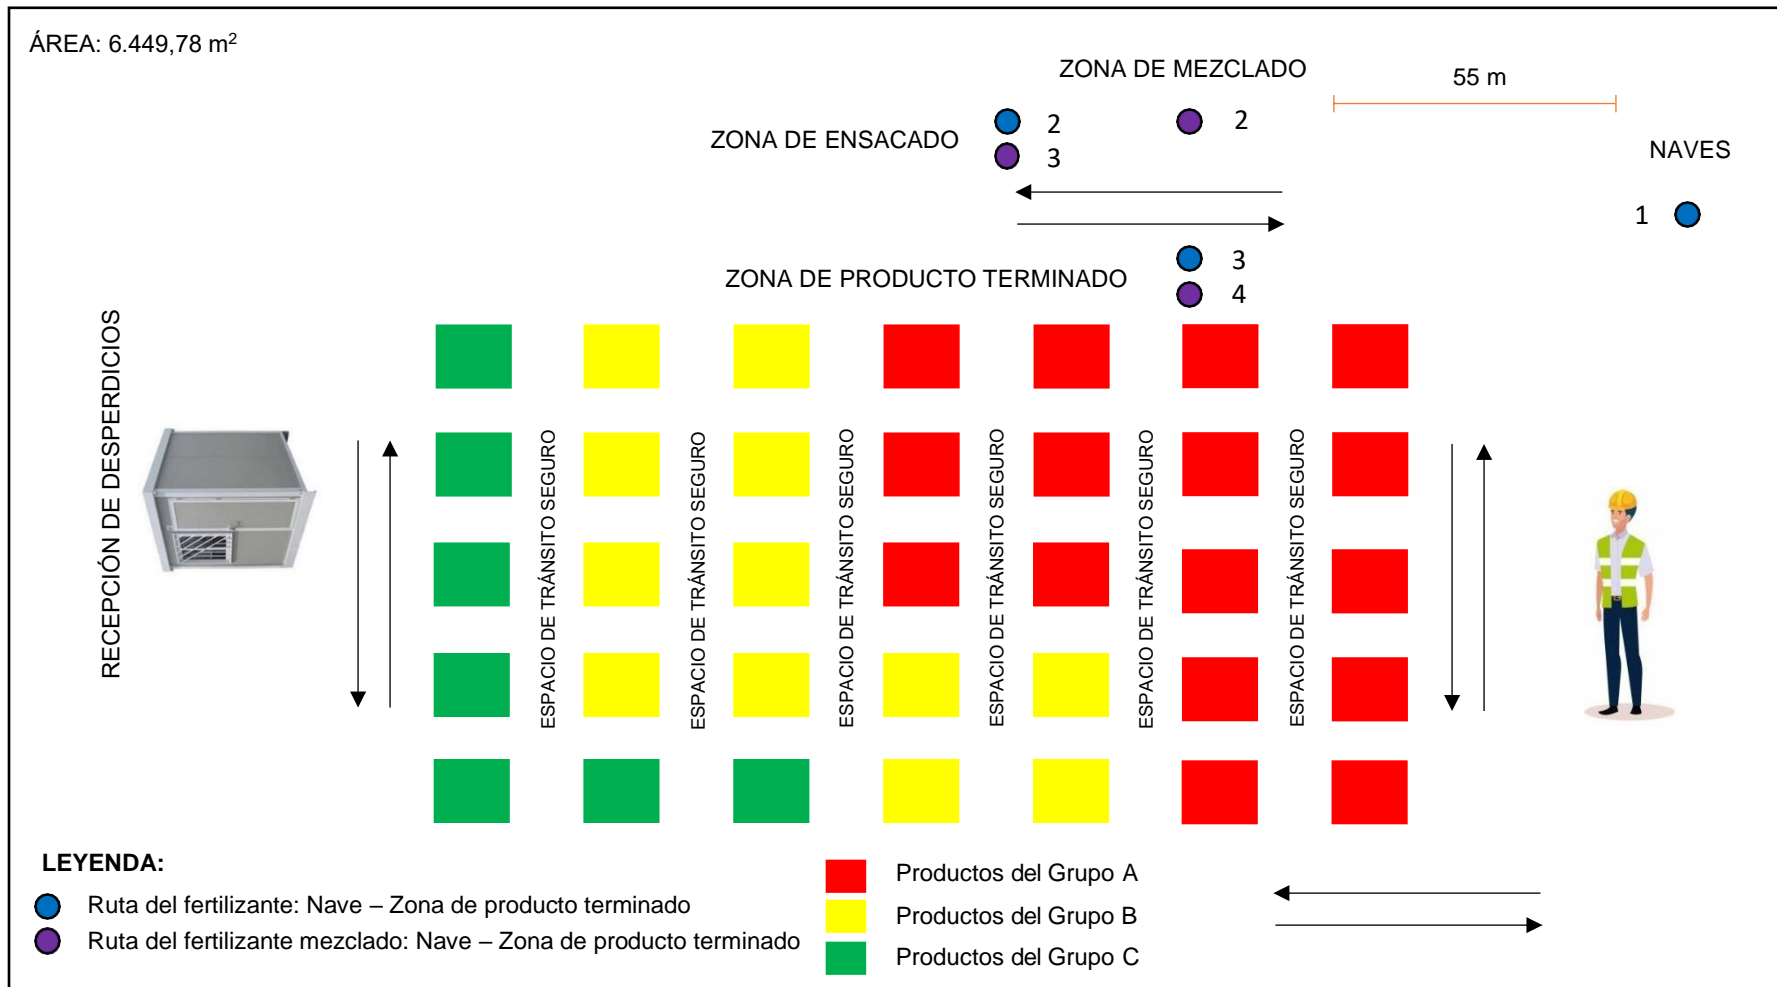 ÁREA: 6.449,78 m²
ZONA DE MEZCLADO
55 m
2
2
ZONA DE ENSACADO
3
NAVES
1
3
ZONA DE PRODUCTO TERMINADO
4
RECEPCIÓN DE DESPERDICIOS
ESPACIO DE TRÁNSITO SEGURO
ESPACIO DE TRÁNSITO SEGURO
ESPACIO DE TRÁNSITO SEGURO
ESPACIO DE TRÁNSITO SEGURO
ESPACIO DE TRÁNSITO SEGURO
ESPACIO DE TRÁNSITO SEGURO
LEYENDA:
Ruta del fertilizante: Nave – Zona de producto terminado
Ruta del fertilizante mezclado: Nave – Zona de producto terminado
Productos del Grupo A
Productos del Grupo B
Productos del Grupo C